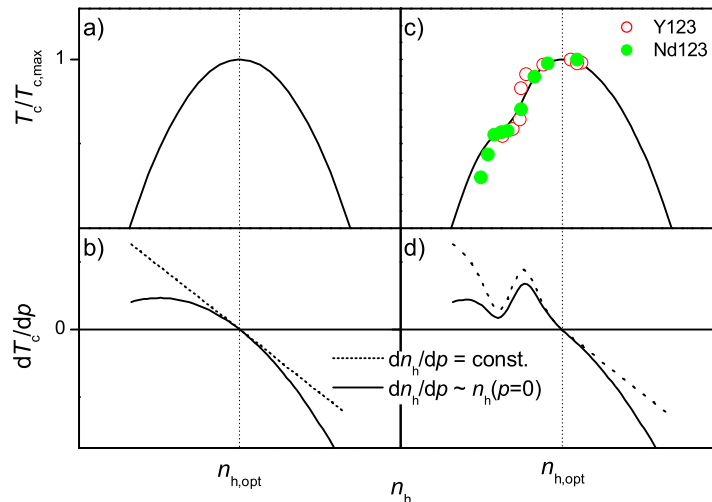 a)
c)
Y123
Nd123
1
T_c/T_c,max
b)
d)
0
dT_c/dp
dn_h/dp = const.
dn_h/dp ~ n_h(p=0)
n_h,opt
n_h
n_h,opt